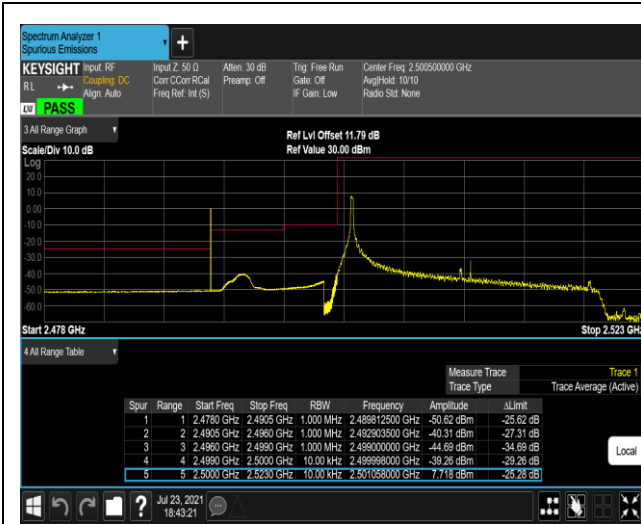 Spectrum Analyzer 1
Spurious Emissions
+
KEYSIGHT Input: RF Input Z: 50 Ω Atten: 30 dB Trig: Free Run Center Freq: 2.500500000 GHz
Coupling: DC Corr CCorr RCal Preamp: Off Gate: Off Avg|Hold: 10/10
RL Align: Auto Freq Ref: Int (S) IF Gain: Low Radio Std: None
LXI PASS
3 All Range Graph
Ref Lvl Offset 11.79 dB
Scale/Div 10.0 dB Ref Value 30.00 dBm
Log
20.0
10.0
0.00
-10.0
-20.0
-30.0
-40.0
-50.0
-60.0
Start 2.478 GHz Stop 2.523 GHz
4 All Range Table
Measure Trace Trace 1
Trace Type Trace Average (Active)
Spur Range Start Freq Stop Freq RBW Frequency Amplitude ΔLimit
1 1 2.4780 GHz 2.4905 GHz 1.000 MHz 2.489812500 GHz -50.62 dBm -25.62 dB
2 2 2.4905 GHz 2.4960 GHz 1.000 MHz 2.492903500 GHz -40.31 dBm -27.31 dB
3 3 2.4960 GHz 2.4990 GHz 1.000 MHz 2.499000000 GHz -44.69 dBm -34.69 dB
4 4 2.4990 GHz 2.5000 GHz 10.00 kHz 2.499998000 GHz -39.26 dBm -29.26 dB
5 5 2.5000 GHz 2.5230 GHz 10.00 kHz 2.501058000 GHz 7.718 dBm -25.28 dB
Local
? Jul 23, 2021
18:43:21